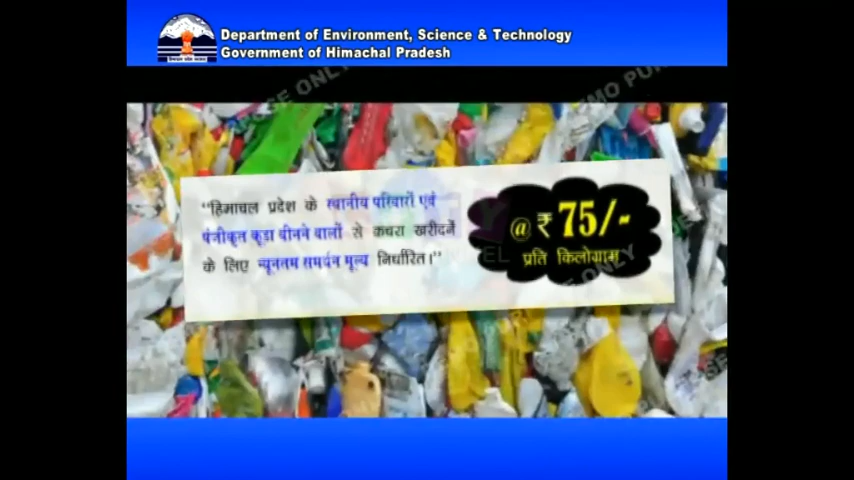 Department of Environment, Science & Technology
Government of Himachal Pradesh
"हिमाचल प्रदेश के स्थानीय परिवारों एवं
पंजीकृत कूड़ा बीनने वालों से कचरा खरीदनें
के लिए न्यूनतम समर्थन मूल्य निर्धारित।"
@ ₹ 75/-
प्रति किलोग्राम